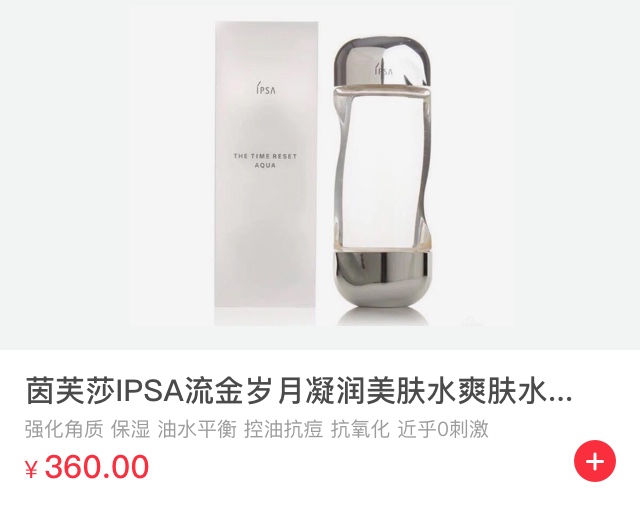 IPSA
IPSA
THE TIME RESET
AQUA
茵芙莎IPSA流金岁月凝润美肤水爽肤水...
强化角质 保湿 油水平衡 控油抗痘 抗氧化 近乎0刺激
¥ 360.00